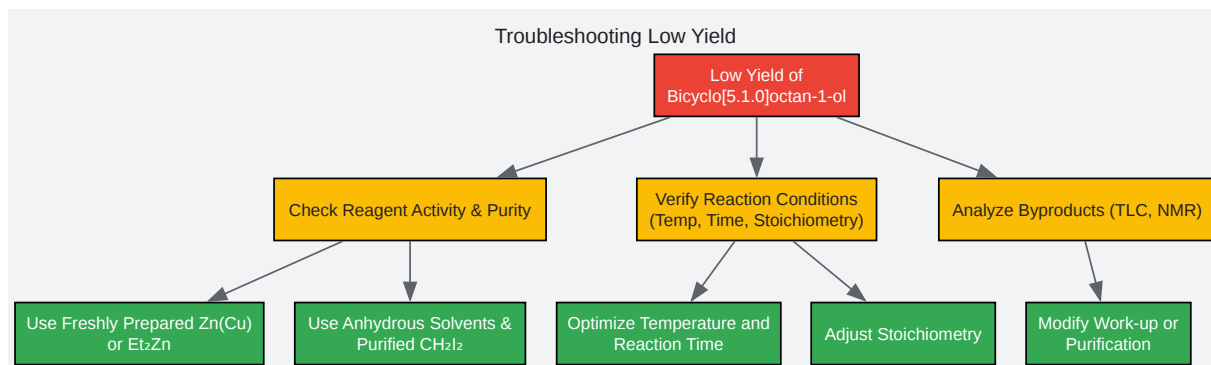 Troubleshooting Low Yield
Low Yield of
Bicyclo[5.1.0]octan-1-ol
Check Reagent Activity & Purity
Verify Reaction Conditions
(Temp, Time, Stoichiometry)
Analyze Byproducts (TLC, NMR)
Use Freshly Prepared Zn(Cu)
or Et₂Zn
Use Anhydrous Solvents &
Purified CH₂I₂
Optimize Temperature and
Reaction Time
Adjust Stoichiometry
Modify Work-up or
Purification